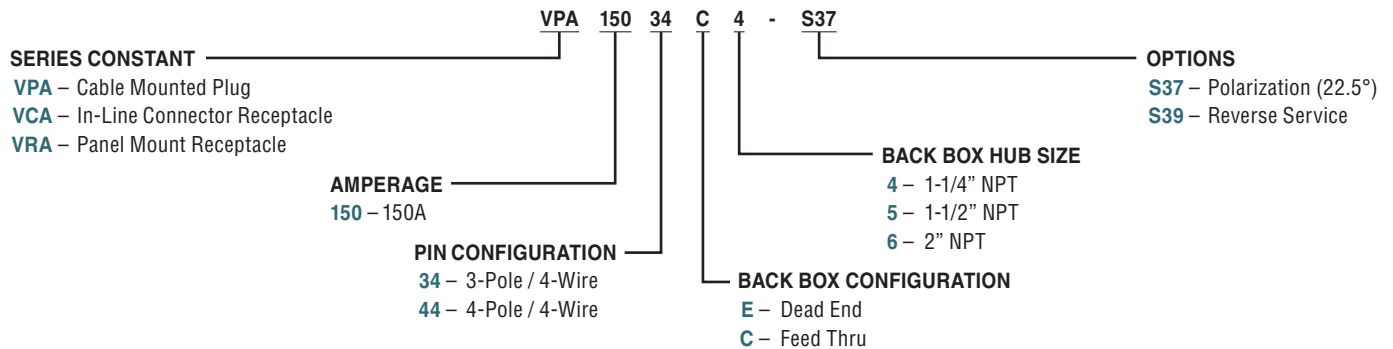 VPA 150 34 C 4 - S37
SERIES CONSTANT
VPA – Cable Mounted Plug
VCA – In-Line Connector Receptacle
VRA – Panel Mount Receptacle
AMPERAGE
150 – 150A
PIN CONFIGURATION
34 – 3-Pole / 4-Wire
44 – 4-Pole / 4-Wire
OPTIONS
S37 – Polarization (22.5°)
S39 – Reverse Service
BACK BOX HUB SIZE
4 – 1-1/4” NPT
5 – 1-1/2” NPT
6 – 2” NPT
BACK BOX CONFIGURATION
E – Dead End
C – Feed Thru